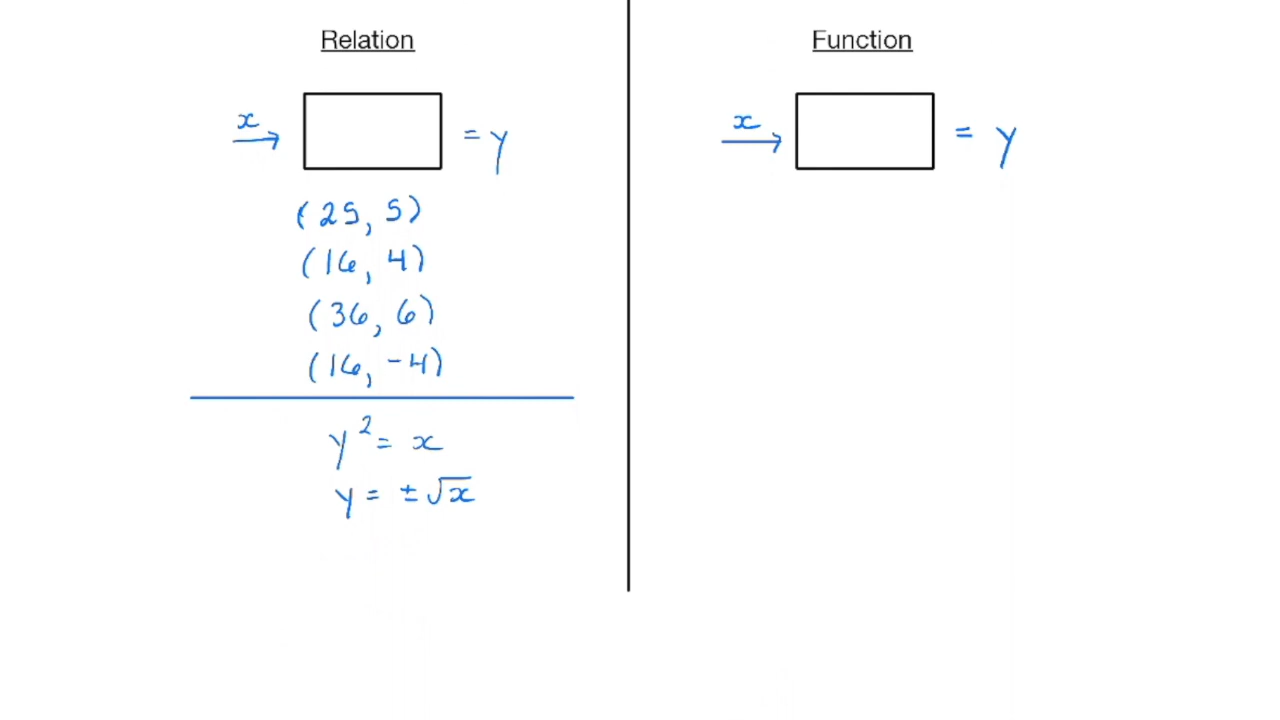 Relation
x → = y
(25, 5)
(16, 4)
(36, 6)
(16, -4)
y² = x
y = ±√x
Function
x → = y